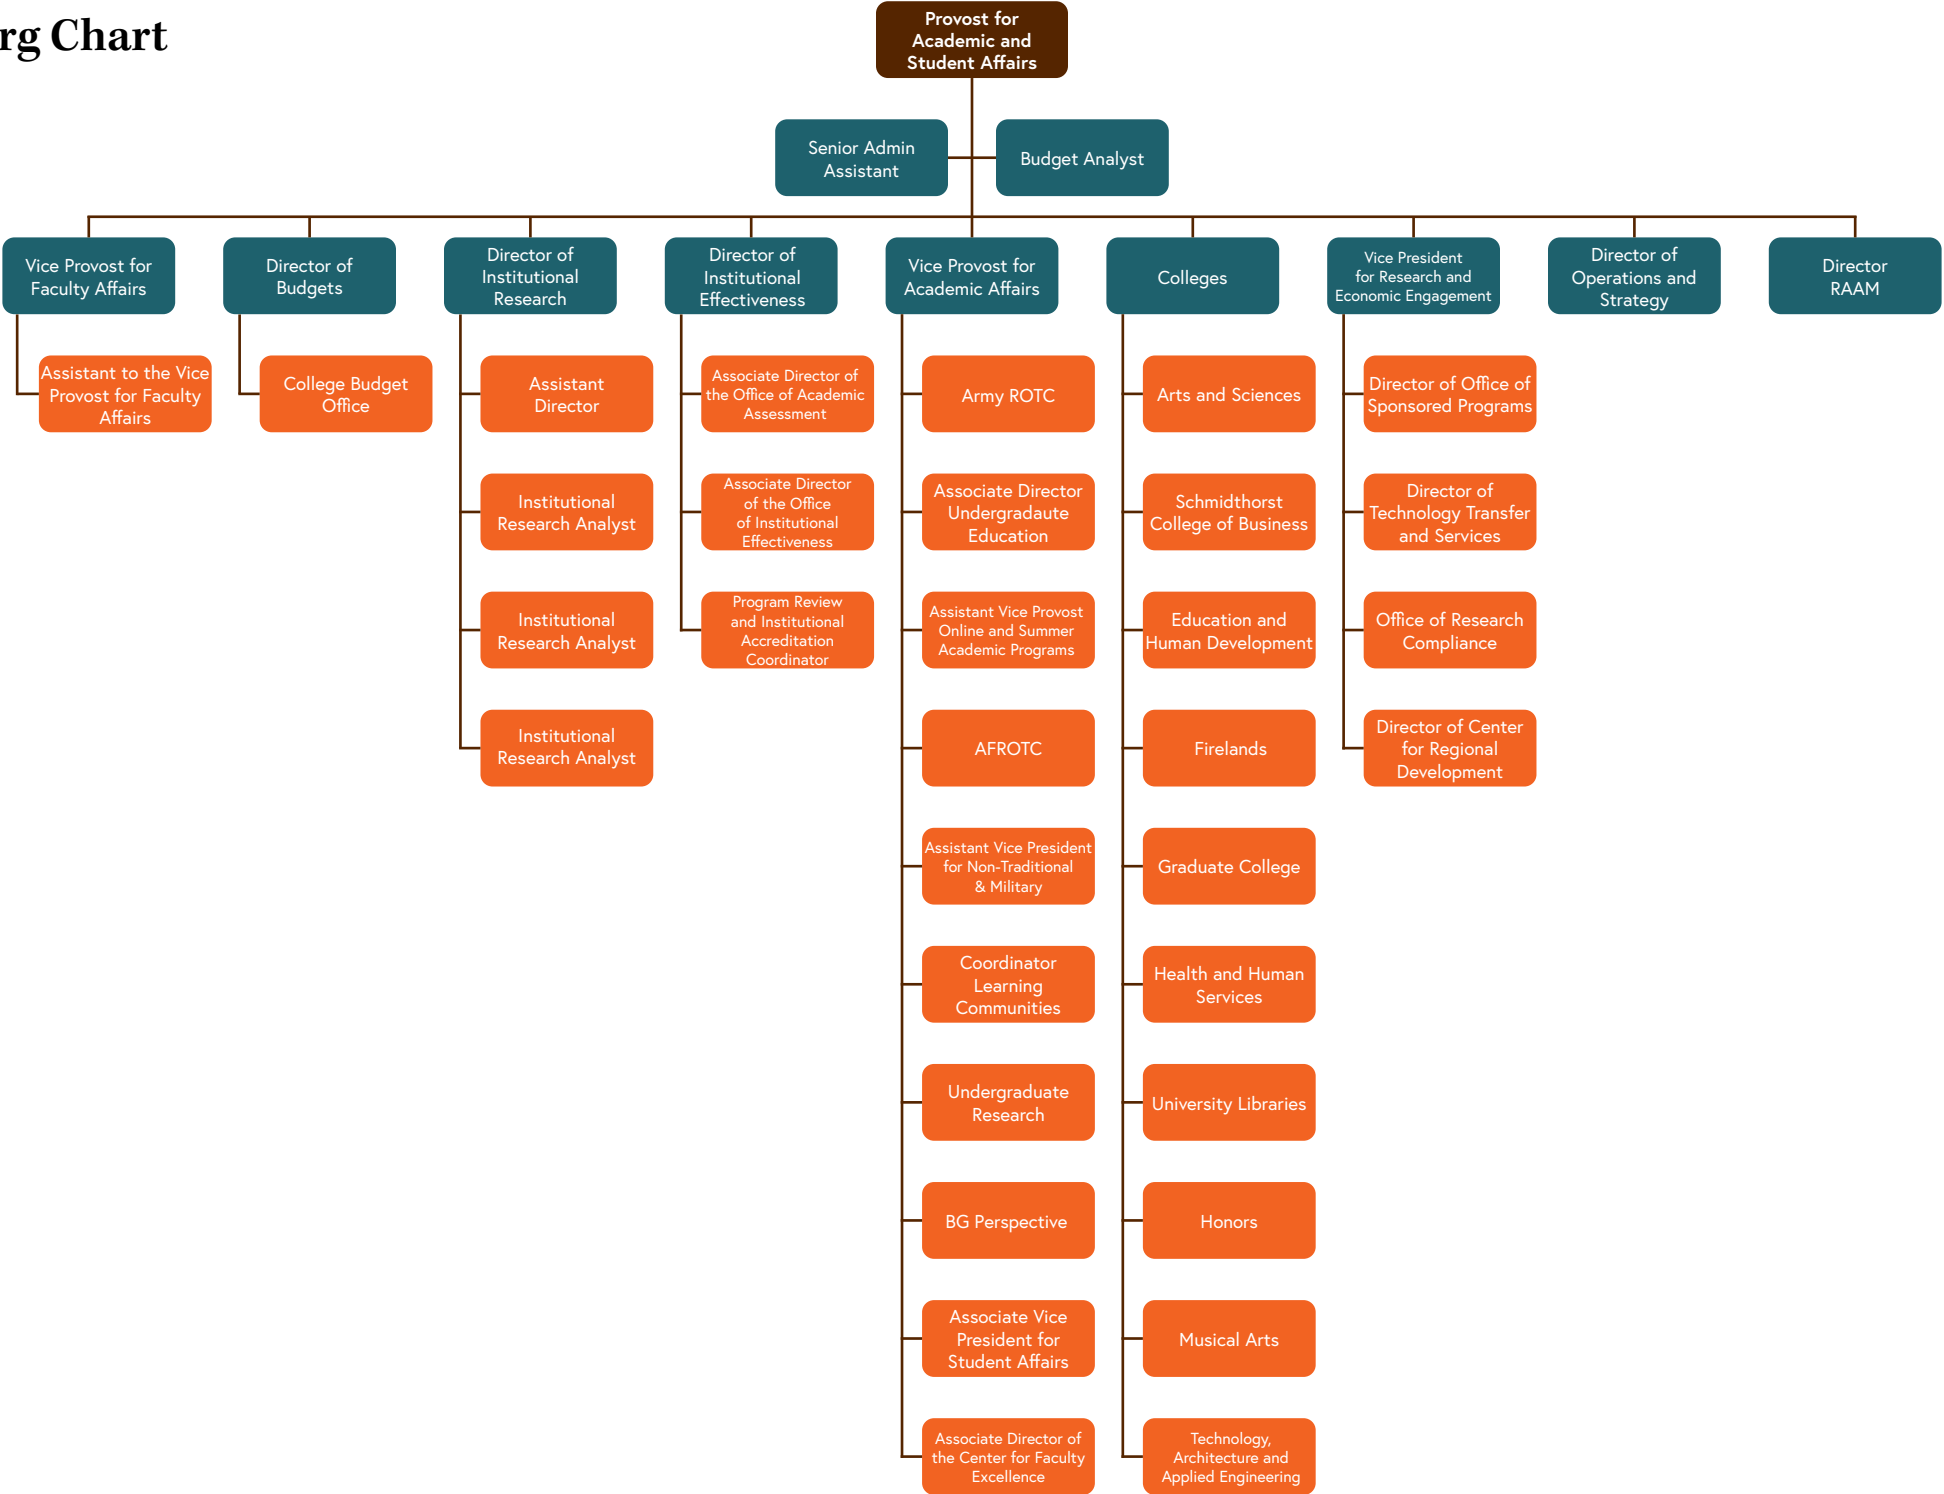 rg Chart
Provost for
Academic and
Student Affairs
Senior Admin
Assistant
Budget Analyst
Vice Provost for
Faculty Affairs
Director of
Budgets
Director of
Institutional
Research
Director of
Institutional
Effectiveness
Vice Provost for
Academic Affairs
Colleges
Vice President
for Research and
Economic Engagement
Director of
Operations and
Strategy
Director
RAAM
Assistant to the Vice
Provost for Faculty
Affairs
College Budget
Office
Assistant
Director
Associate Director of
the Office of Academic
Assessment
Army ROTC
Arts and Sciences
Director of Office of
Sponsored Programs
Institutional
Research Analyst
Associate Director
of the Office
of Institutional
Effectiveness
Associate Director
Undergradaute
Education
Schmidthorst
College of Business
Director of
Technology Transfer
and Services
Institutional
Research Analyst
Program Review
and Institutional
Accreditation
Coordinator
Assistant Vice Provost
Online and Summer
Academic Programs
Education and
Human Development
Office of Research
Compliance
Institutional
Research Analyst
AFROTC
Firelands
Director of Center
for Regional
Development
Assistant Vice President
for Non-Traditional
& Military
Graduate College
Coordinator
Learning
Communities
Health and Human
Services
Undergraduate
Research
University Libraries
BG Perspective
Honors
Associate Vice
President for
Student Affairs
Musical Arts
Associate Director of
the Center for Faculty
Excellence
Technology,
Architecture and
Applied Engineering